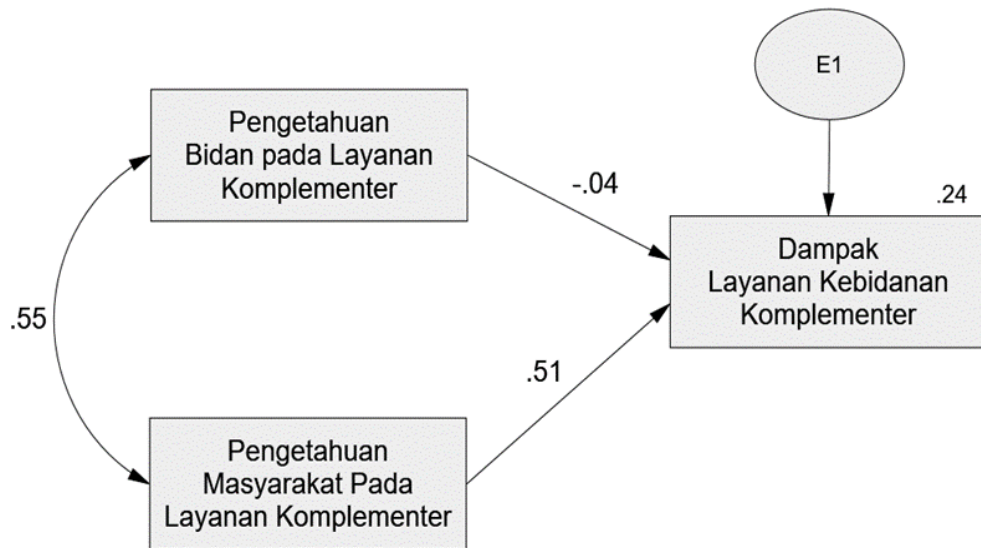 E1
Pengetahuan
Bidan pada Layanan
Komplementer
-.04
.24
Dampak
Layanan Kebidanan
Komplementer
.55
.51
Pengetahuan
Masyarakat Pada
Layanan Komplementer